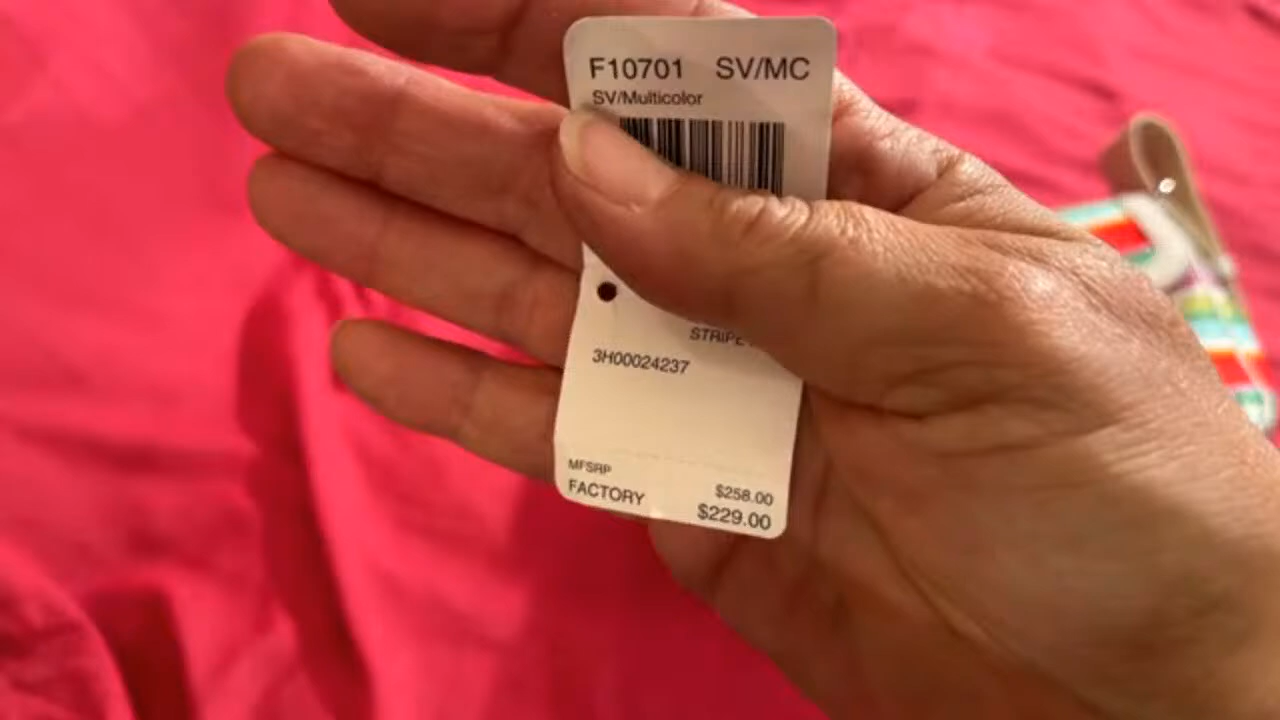 F10701 SV/MC
SV/Multicolor
STRIPE
3H00024237
MFSRP $258.00
FACTORY $229.00